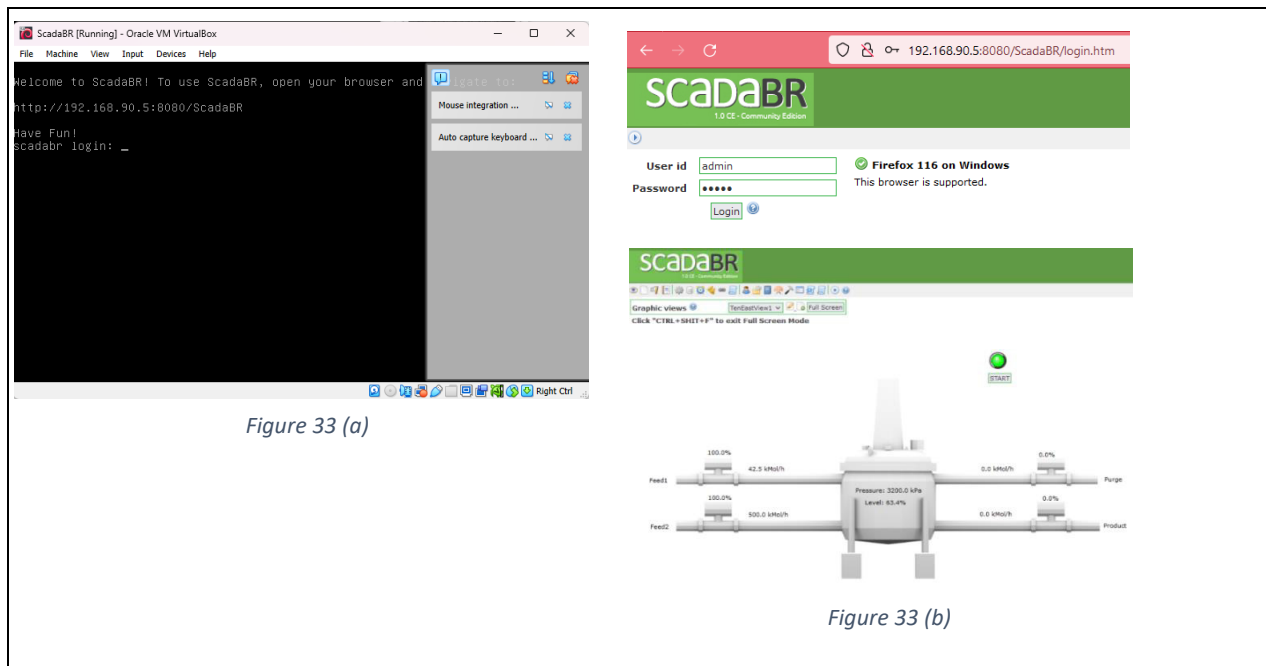 ScadaBR [Running] - Oracle VM VirtualBox
File Machine View Input Devices Help
Welcome to ScadaBR! To use ScadaBR, open your browser and navigate to:
http://192.168.90.5:8080/ScadaBR
Have Fun!
scadabr login: _
Mouse integration ...
Auto capture keyboard ...
Right Ctrl
Figure 33 (a)
192.168.90.5:8080/ScadaBR/login.htm
SCADABR
1.0 CE - Community Edition
User id admin
Password •••••
Login
Firefox 116 on Windows
This browser is supported.
SCADABR
1.0 CE - Community Edition
Graphic views TenEastView1 Full Screen
Click "CTRL+SHIT+F" to exit Full Screen Mode
START
100.0% 0.0%
42.5 kMol/h 0.0 kMol/h
Feed1 Purge
Pressure: 3200.0 kPa
Level: 63.4%
100.0% 0.0%
500.0 kMol/h 0.0 kMol/h
Feed2 Product
Figure 33 (b)